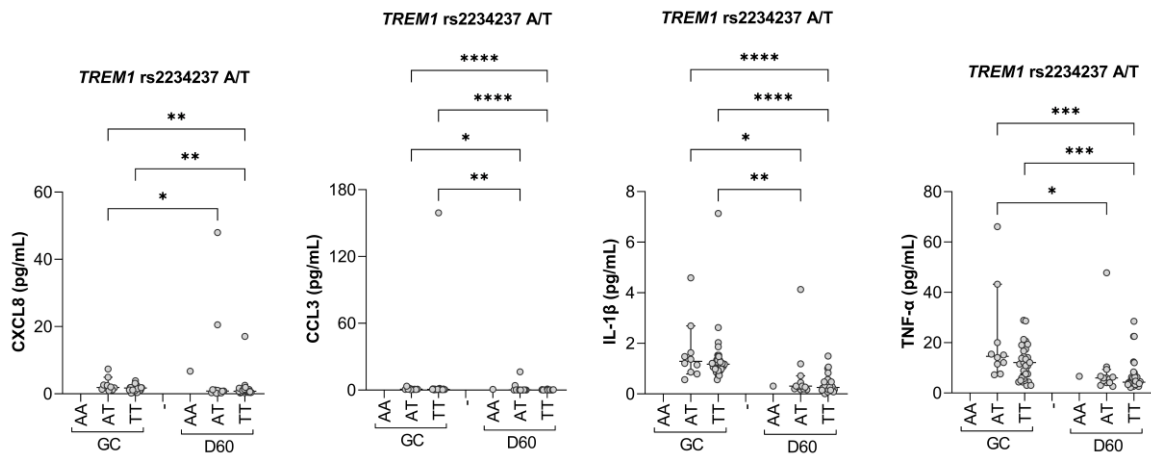 TREM1 rs2234237 A/T
**
**
*
CXCL8 (pg/mL)
60
40
20
0
AA AT TT - AA AT TT
GC D60
TREM1 rs2234237 A/T
****
****
*
**
CCL3 (pg/mL)
180
120
60
0
AA AT TT - AA AT TT
GC D60
TREM1 rs2234237 A/T
****
****
*
**
IL-1β (pg/mL)
8
6
4
2
0
AA AT TT - AA AT TT
GC D60
TREM1 rs2234237 A/T
***
***
*
TNF-α (pg/mL)
80
60
40
20
0
AA AT TT - AA AT TT
GC D60